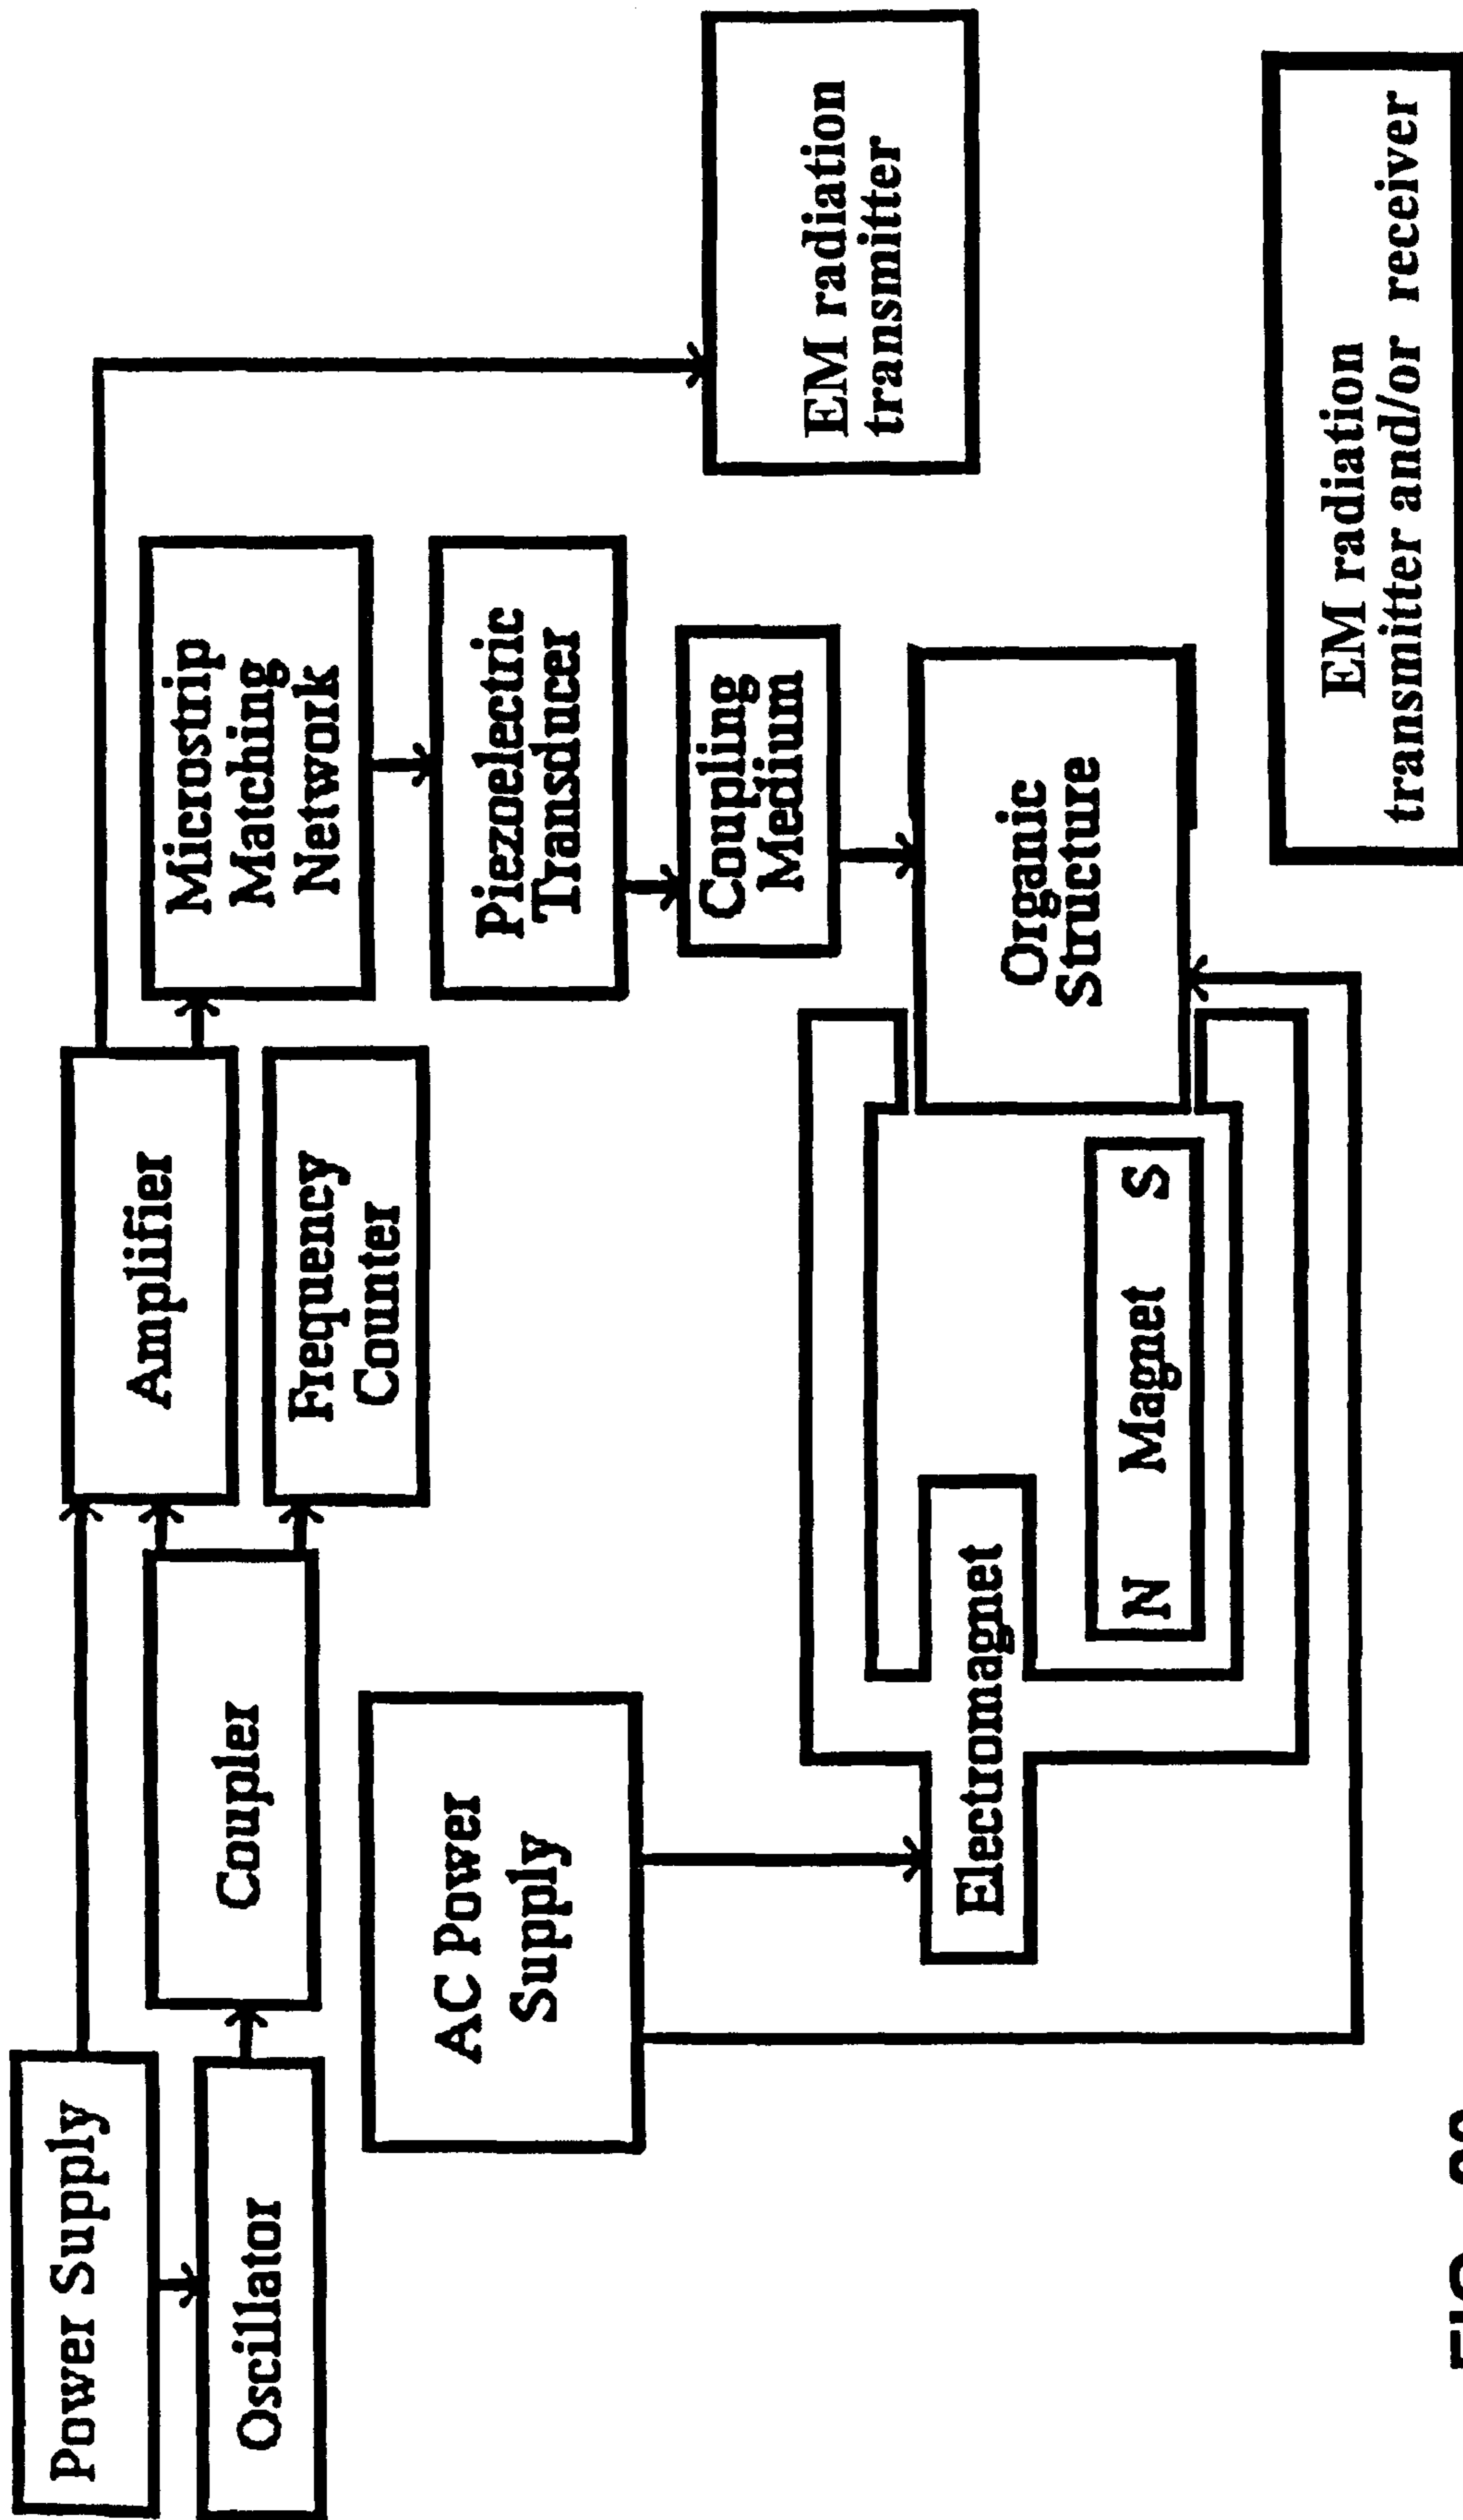 Power Supply
Oscillator
Coupler
Amplifier
Frequency
Counter
Microstrip
Matching
Network
Piezoelectric
Transducer
Coupling
Medium
AC Power
Supply
Electromagnet
N Magnet S
Organic
Structure
EM radiation
transmitter
EM radiation
transmitter and/or receiver